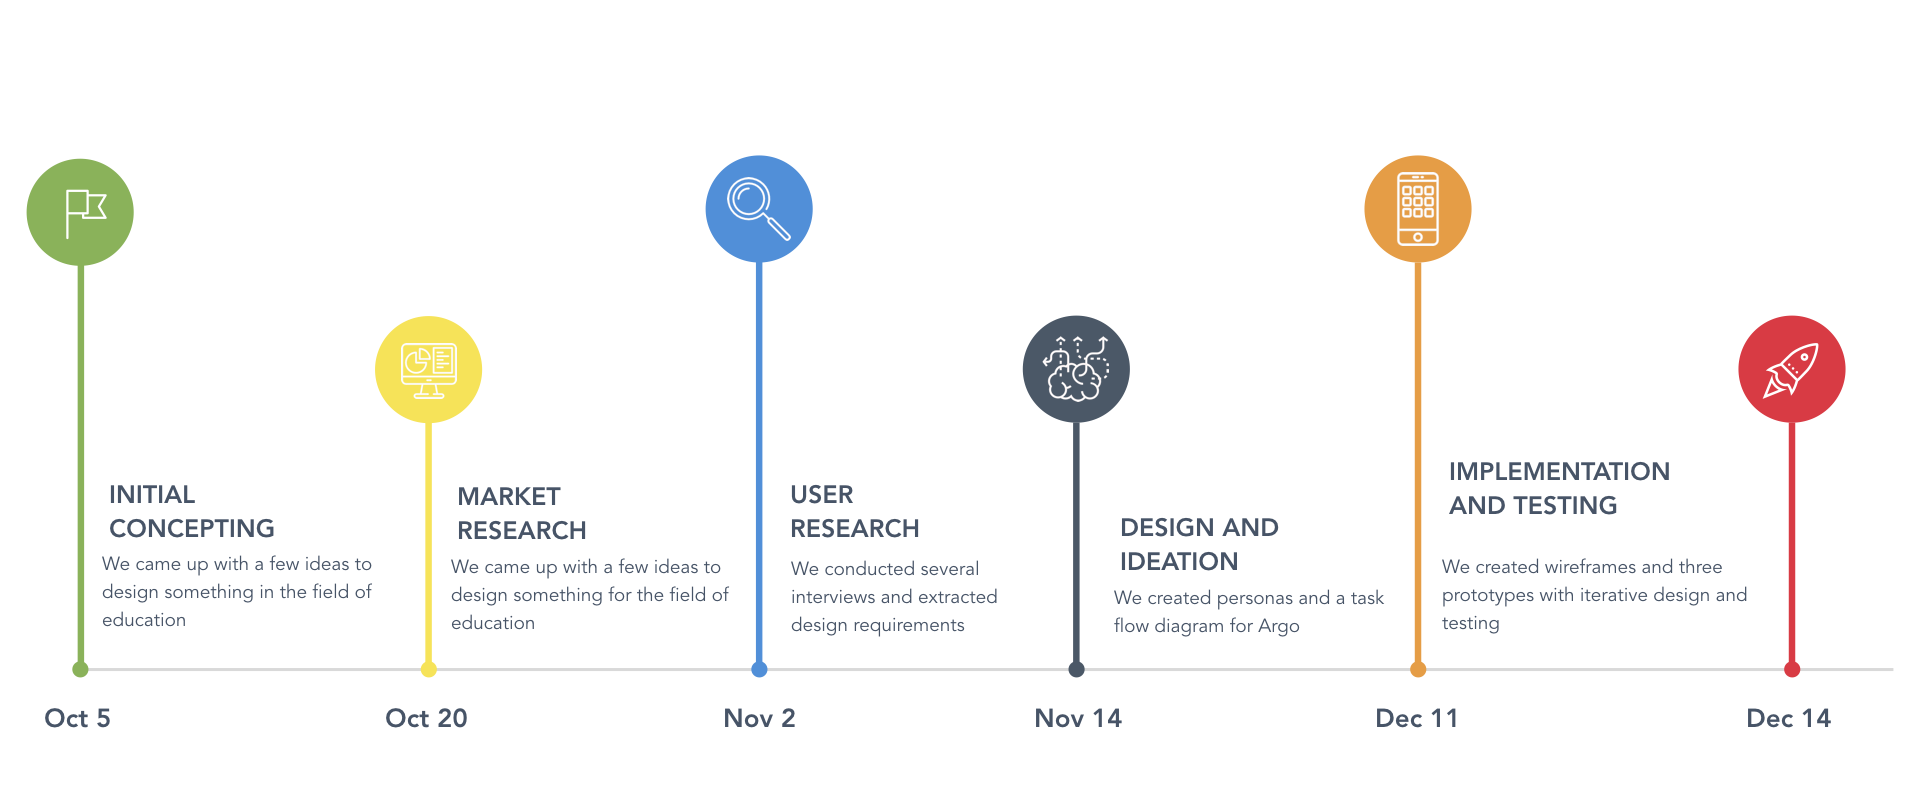 INITIAL
CONCEPTING
We came up with a few ideas to
design something in the field of
education
MARKET
RESEARCH
We came up with a few ideas to
design something for the field of
education
USER
RESEARCH
We conducted several
interviews and extracted
design requirements
DESIGN AND
IDEATION
We created personas and a task
flow diagram for Argo
IMPLEMENTATION
AND TESTING
We created wireframes and three
prototypes with iterative design and
testing
Oct 5
Oct 20
Nov 2
Nov 14
Dec 11
Dec 14